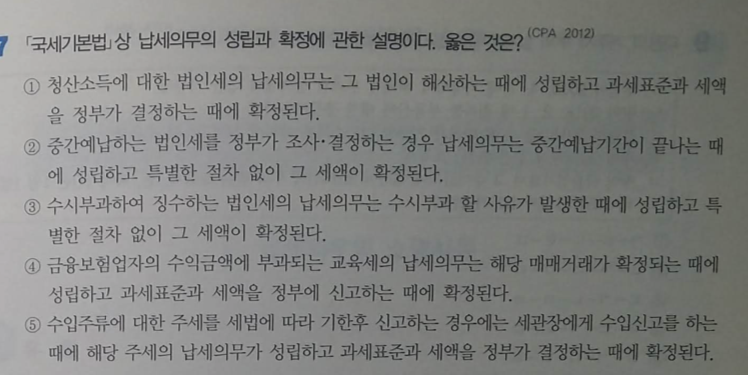 7 「국세기본법」상 납세의무의 성립과 확정에 관한 설명이다. 옳은 것은?(CPA 2012)
① 청산소득에 대한 법인세의 납세의무는 그 법인이 해산하는 때에 성립하고 과세표준과 세액
을 정부가 결정하는 때에 확정된다.
② 중간예납하는 법인세를 정부가 조사·결정하는 경우 납세의무는 중간예납기간이 끝나는 때
에 성립하고 특별한 절차 없이 그 세액이 확정된다.
③ 수시부과하여 징수하는 법인세의 납세의무는 수시부과 할 사유가 발생한 때에 성립하고 특
별한 절차 없이 그 세액이 확정된다.
④ 금융보험업자의 수익금액에 부과되는 교육세의 납세의무는 해당 매매거래가 확정되는 때에
성립하고 과세표준과 세액을 정부에 신고하는 때에 확정된다.
⑤ 수입주류에 대한 주세를 세법에 따라 기한후 신고하는 경우에는 세관장에게 수입신고를 하는
때에 해당 주세의 납세의무가 성립하고 과세표준과 세액을 정부가 결정하는 때에 확정된다.